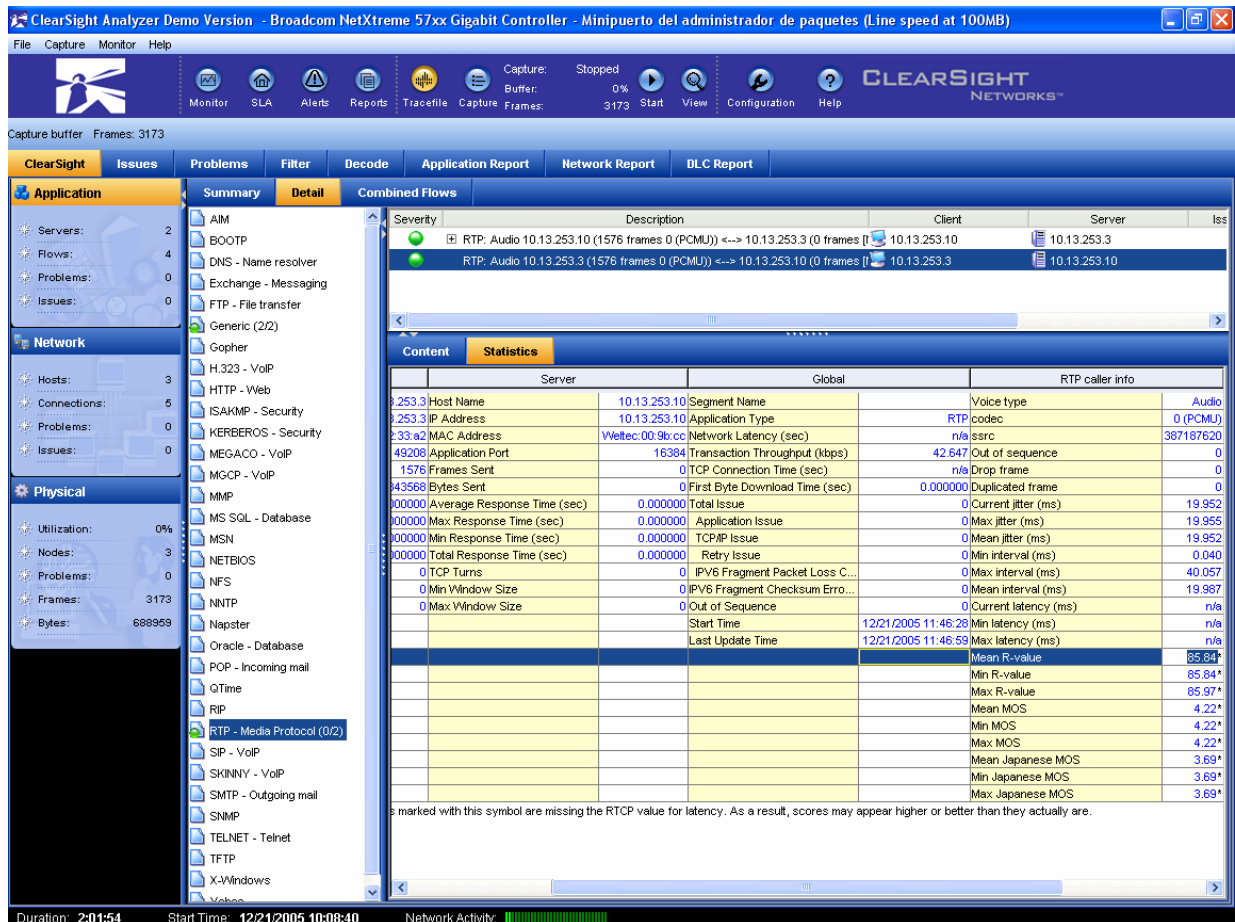 ClearSight Analyzer Demo Version - Broadcom NetXtreme 57xx Gigabit Controller - Minipuerto del administrador de paquetes (Line speed at 100MB)
File Capture Monitor Help
Monitor SLA Alerts Reports Tracefile Capture
Capture: Stopped
Buffer: 0%
Frames: 3173
Start View Configuration Help
CLEARSIGHT
NETWORKS™
Capture buffer Frames: 3173
ClearSight Issues Problems Filter Decode Application Report Network Report DLC Report
Application
Servers: 2
Flows: 4
Problems: 0
Issues: 0
Network
Hosts: 3
Connections: 5
Problems: 0
Issues: 0
Physical
Utilization: 0%
Nodes: 3
Problems: 0
Frames: 3173
Bytes: 688959
Summary Detail Combined Flows
AIM
BOOTP
DNS - Name resolver
Exchange - Messaging
FTP - File transfer
Generic (2/2)
Gopher
H.323 - VoIP
HTTP - Web
ISAKMP - Security
KERBEROS - Security
MEGACO - VoIP
MGCP - VoIP
MMP
MS SQL - Database
MSN
NETBIOS
NFS
NNTP
Napster
Oracle - Database
POP - Incoming mail
QTime
RIP
RTP - Media Protocol (0/2)
SIP - VoIP
SKINNY - VoIP
SMTP - Outgoing mail
SNMP
TELNET - Telnet
TFTP
X-Windows
Yahoo
Severity Description Client Server Iss
RTP: Audio 10.13.253.10 (1576 frames 0 (PCMU)) <--> 10.13.253.3 (0 frames [ 10.13.253.10 10.13.253.3
RTP: Audio 10.13.253.3 (1576 frames 0 (PCMU)) <--> 10.13.253.10 (0 frames [ 10.13.253.3 10.13.253.10
Content Statistics
Server Global RTP caller info
.253.3 Host Name 10.13.253.10 Segment Name Voice type Audio
.253.3 IP Address 10.13.253.10 Application Type RTP codec 0 (PCMU)
:33:a2 MAC Address Weltec:00:9b:cc Network Latency (sec) n/a ssrc 387187620
49208 Application Port 16384 Transaction Throughput (kbps) 42.647 Out of sequence 0
1576 Frames Sent 0 TCP Connection Time (sec) n/a Drop frame 0
343568 Bytes Sent 0 First Byte Download Time (sec) 0.000000 Duplicated frame 0
000000 Average Response Time (sec) 0.000000 Total Issue 0 Current jitter (ms) 19.952
000000 Max Response Time (sec) 0.000000 Application Issue 0 Max jitter (ms) 19.955
000000 Min Response Time (sec) 0.000000 TCP/IP Issue 0 Mean jitter (ms) 19.952
000000 Total Response Time (sec) 0.000000 Retry Issue 0 Min interval (ms) 0.040
0 TCP Turns 0 IPV6 Fragment Packet Loss C... 0 Max interval (ms) 40.057
0 Min Window Size 0 IPV6 Fragment Checksum Erro... 0 Mean interval (ms) 19.987
0 Max Window Size 0 Out of Sequence 0 Current latency (ms) n/a
Start Time 12/21/2005 11:46:28 Min latency (ms) n/a
Last Update Time 12/21/2005 11:46:59 Max latency (ms) n/a
Mean R-value 85.84*
Min R-value 85.84*
Max R-value 85.97*
Mean MOS 4.22*
Min MOS 4.22*
Max MOS 4.22*
Mean Japanese MOS 3.69*
Min Japanese MOS 3.69*
Max Japanese MOS 3.69*
s marked with this symbol are missing the RTCP value for latency. As a result, scores may appear higher or better than they actually are.
Duration: 2:01:54 Start Time: 12/21/2005 10:08:40 Network Activity: